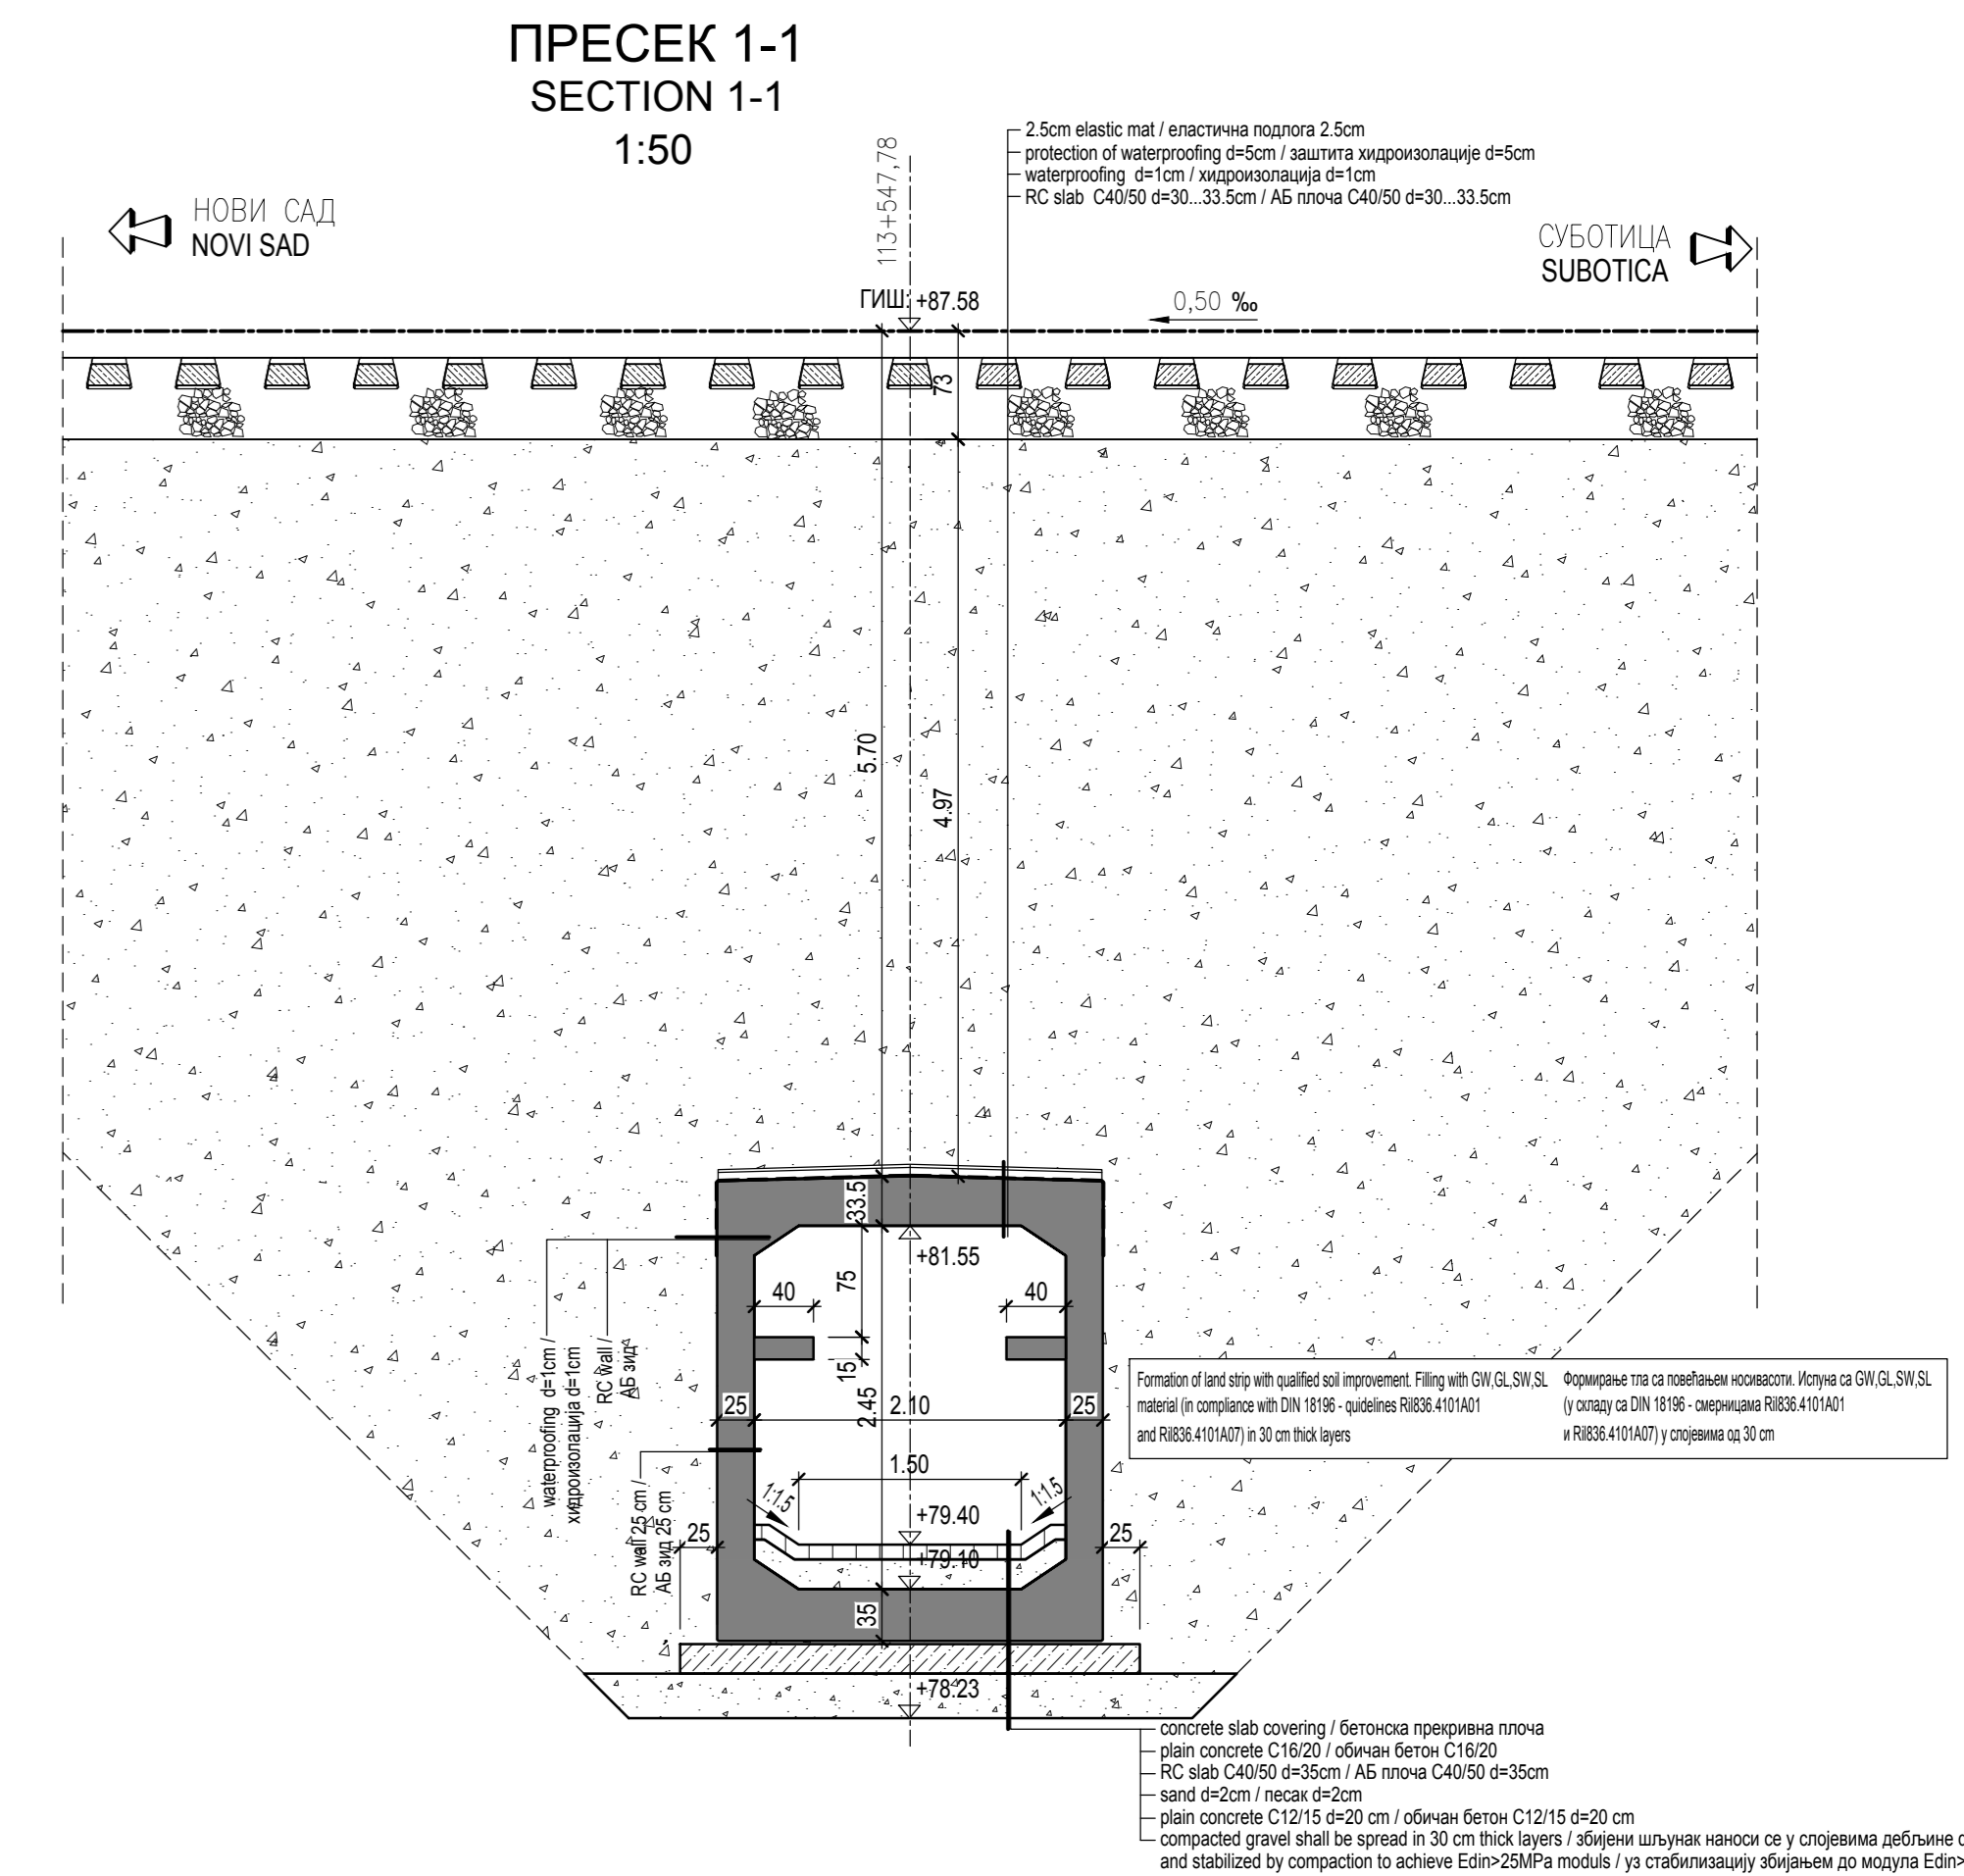 ПРЕСЕК 1-1
SECTION 1-1
1:50
2.5cm elastic mat / еластична подлога 2.5cm
protection of waterproofing d=5cm / заштита хидроизолације d=5cm
waterproofing d=1cm / хидроизолација d=1cm
RC slab C40/50 d=30...33.5cm / АБ плоча C40/50 d=30...33.5cm
113+547,78
НОВИ САД
NOVI SAD
СУБОТИЦА
SUBOTICA
ГИШ: +87.58
0,50 ‰
73
5.70
4.97
33.5
+81.55
40
75
40
15
2.45
25
2.10
25
waterproofing d=1cm /
хидроизолација d=1cm
RC wall /
АБ зид
RC wall 25 cm /
АБ зид 25 cm
Formation of land strip with qualified soil improvement. Filling with GW,GL,SW,SL
material (in compliance with DIN 18196 - quidelines Ril836.4101A01
and Ril836.4101A07) in 30 cm thick layers
Формирање тла са повећањем носивасти. Испуна са GW,GL,SW,SL
(у складу са DIN 18196 - смерницама Ril836.4101A01
и Ril836.4101A07) у слојевима од 30 cm
1.50
1:1.5
1:1.5
+79.40
25
25
+79.10
35
+78.23
concrete slab covering / бетонска прекривна плоча
plain concrete C16/20 / обичан бетон C16/20
RC slab C40/50 d=35cm / АБ плоча C40/50 d=35cm
sand d=2cm / песак d=2cm
plain concrete C12/15 d=20 cm / обичан бетон C12/15 d=20 cm
compacted gravel shall be spread in 30 cm thick layers / збијени шљунак наноси се у слојевима дебљине
and stabilized by compaction to achieve Edin>25MPa moduls / уз стабилизацију збијањем до модула Edin>